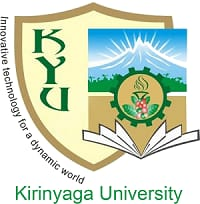 KYU
Innovative technology for a dynamic world
Kirinyaga University